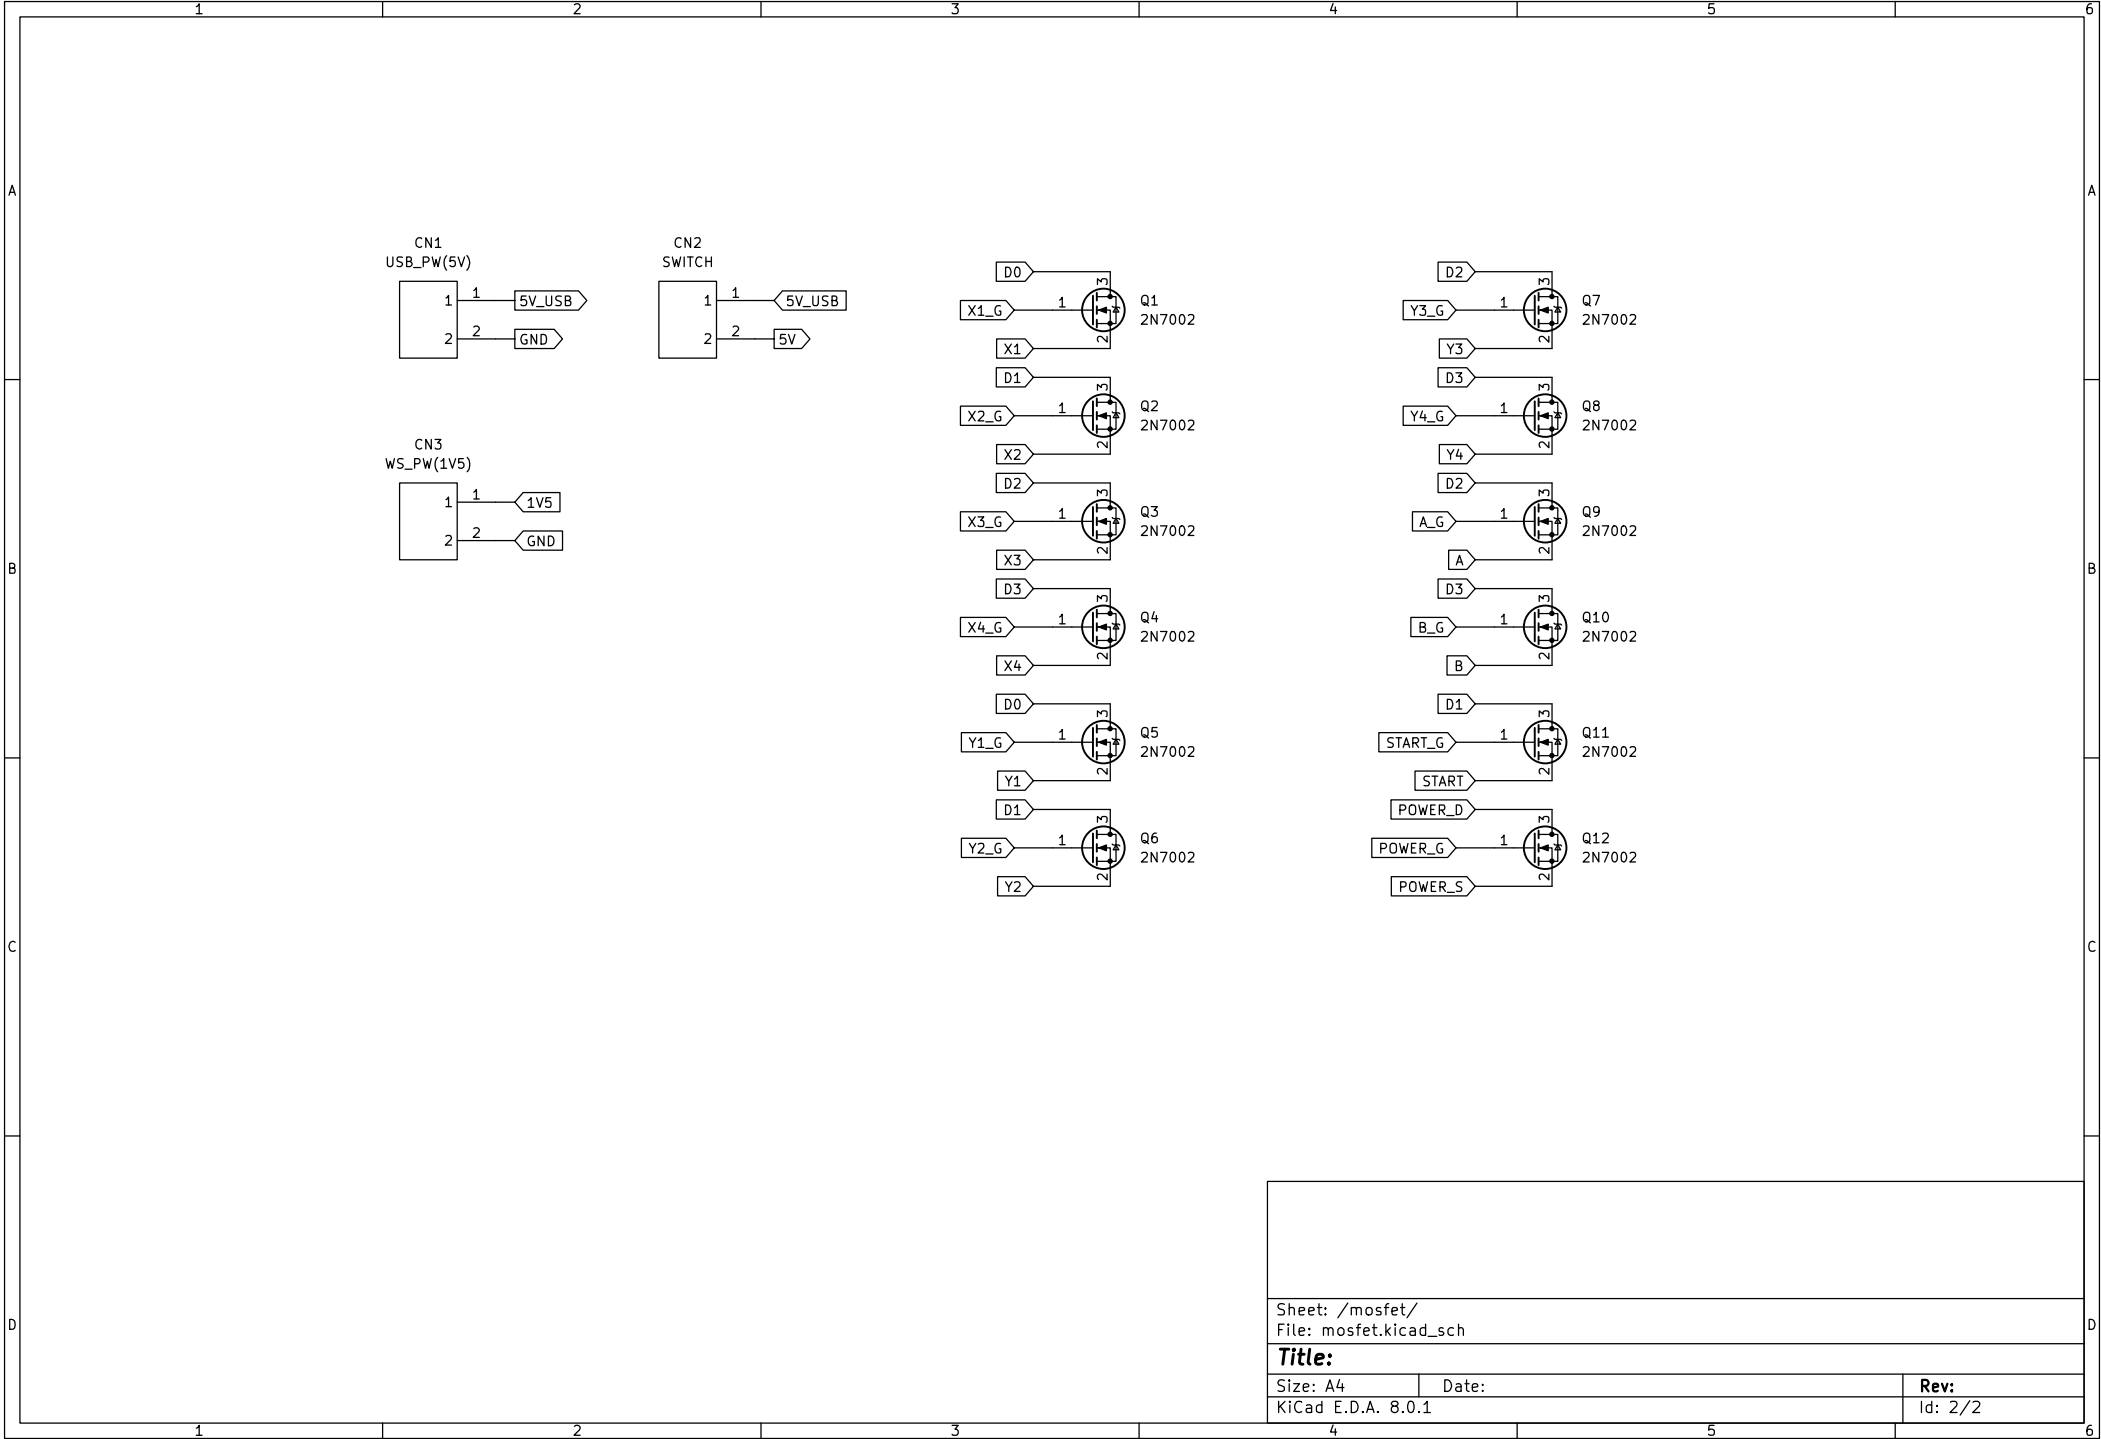 1 2 3 4 5 6
A
A
CN1
USB_PW(5V)
1 1 5V_USB
2 2 GND
CN2
SWITCH
1 1 5V_USB
2 2 5V
CN3
WS_PW(1V5)
1 1 1V5
2 2 GND
D0
3
X1_G 1
Q1
2N7002
X1
2
D1
3
X2_G 1
Q2
2N7002
X2
2
D2
3
X3_G 1
Q3
2N7002
X3
2
D3
3
X4_G 1
Q4
2N7002
X4
2
D0
3
Y1_G 1
Q5
2N7002
Y1
2
D1
3
Y2_G 1
Q6
2N7002
Y2
2
D2
3
Y3_G 1
Q7
2N7002
Y3
2
D3
3
Y4_G 1
Q8
2N7002
Y4
2
D2
3
A_G 1
Q9
2N7002
A
2
D3
3
B_G 1
Q10
2N7002
B
2
D1
3
START_G 1
Q11
2N7002
START
2
POWER_D
3
POWER_G 1
Q12
2N7002
POWER_S
2
B
B
C
C
D
D
Sheet: /mosfet/
File: mosfet.kicad_sch
Title:
Size: A4 Date: Rev:
KiCad E.D.A. 8.0.1 Id: 2/2
1 2 3 4 5 6